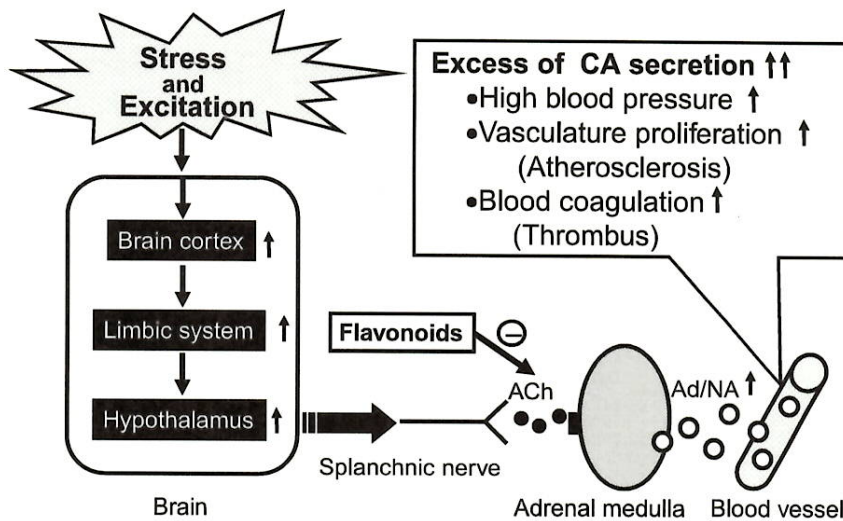 Stress
and
Excitation
Excess of CA secretion ↑↑
•High blood pressure ↑
•Vasculature proliferation ↑
(Atherosclerosis)
•Blood coagulation ↑
(Thrombus)
Brain cortex ↑
Limbic system ↑
Hypothalamus ↑
Brain
Flavonoids
⊖
ACh
Splanchnic nerve
Ad/NA ↑
Adrenal medulla
Blood vessel